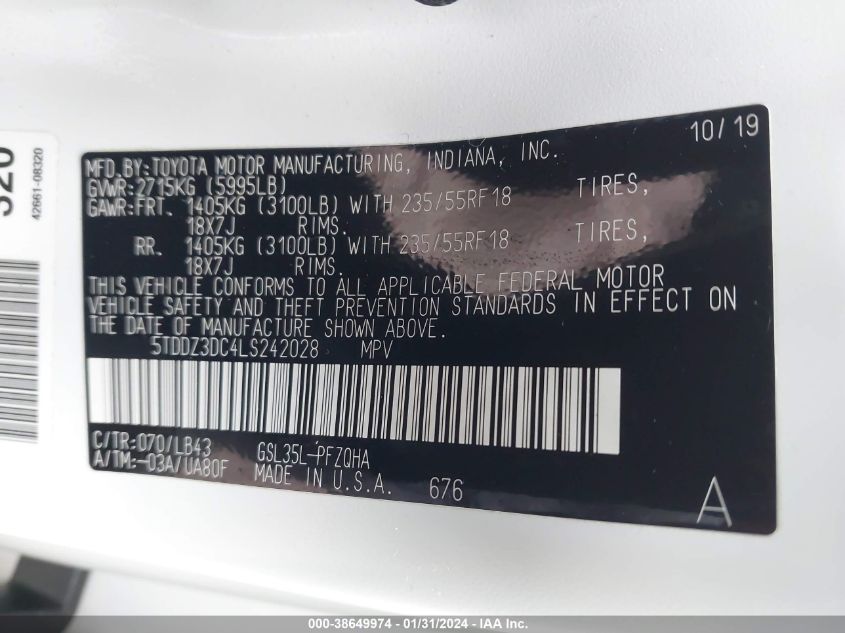 10/19
MFD.BY:TOYOTA MOTOR MANUFACTURING, INDIANA, INC.
GVWR:2715KG (5995LB)
GAWR:FRT. 1405KG (3100LB) WITH 235/55RF18 TIRES,
18X7J RIMS.
RR. 1405KG (3100LB) WITH 235/55RF18 TIRES,
18X7J RIMS.
THIS VEHICLE CONFORMS TO ALL APPLICABLE FEDERAL MOTOR
VEHICLE SAFETY AND THEFT PREVENTION STANDARDS IN EFFECT ON
THE DATE OF MANUFACTURE SHOWN ABOVE.
5TDDZ3DC4LS242028 MPV
C/TR:070/LB43 GSL35L-PFZQHA
A/TM:-03A/UA80F MADE IN U.S.A. 676
A
42661-08320
000-38649974 / 01/31/2024 - IAA Inc.